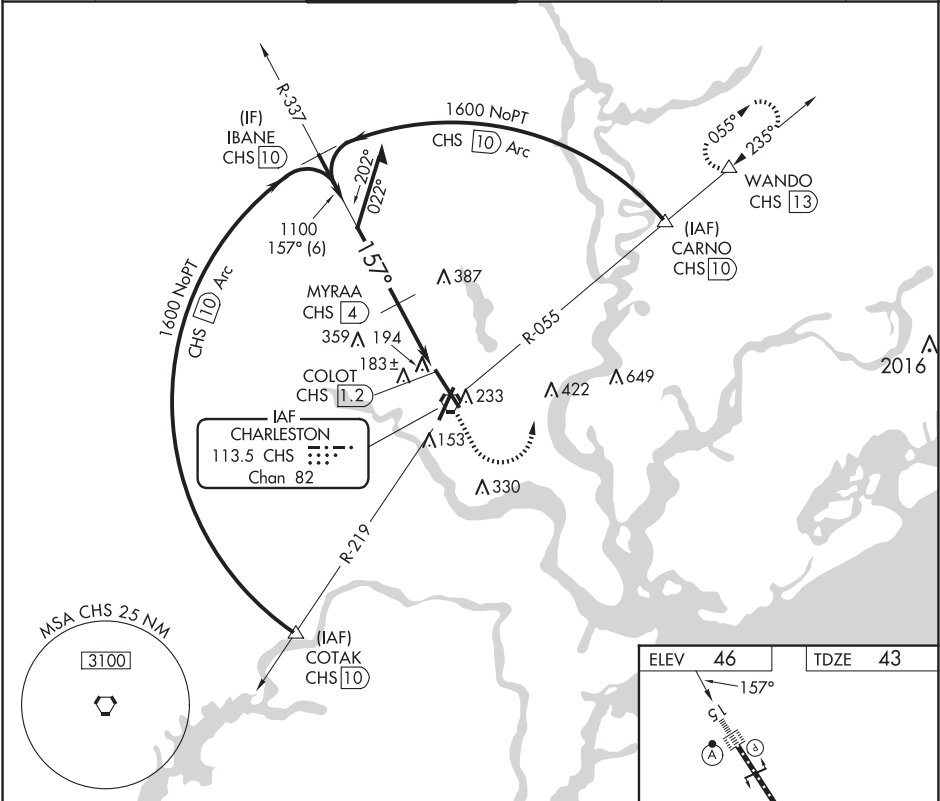 R-337
(IF)
IBANE
CHS 10
1600 NoPT
CHS 10 Arc
055°
235°
WANDO
CHS 13
202°
022°
1100
157° (6)
157°
(IAF)
CARNO
CHS 10
1600 NoPT
CHS 10 Arc
387
MYRAA
CHS 4
R-055
359
194
183±
2016
COLOT
CHS 1.2
233
422
649
IAF
CHARLESTON
113.5 CHS
Chan 82
153
330
R-219
MSA CHS 25 NM
3100
(IAF)
COTAK
CHS 10
ELEV 46
TDZE 43
157°
15
A
P